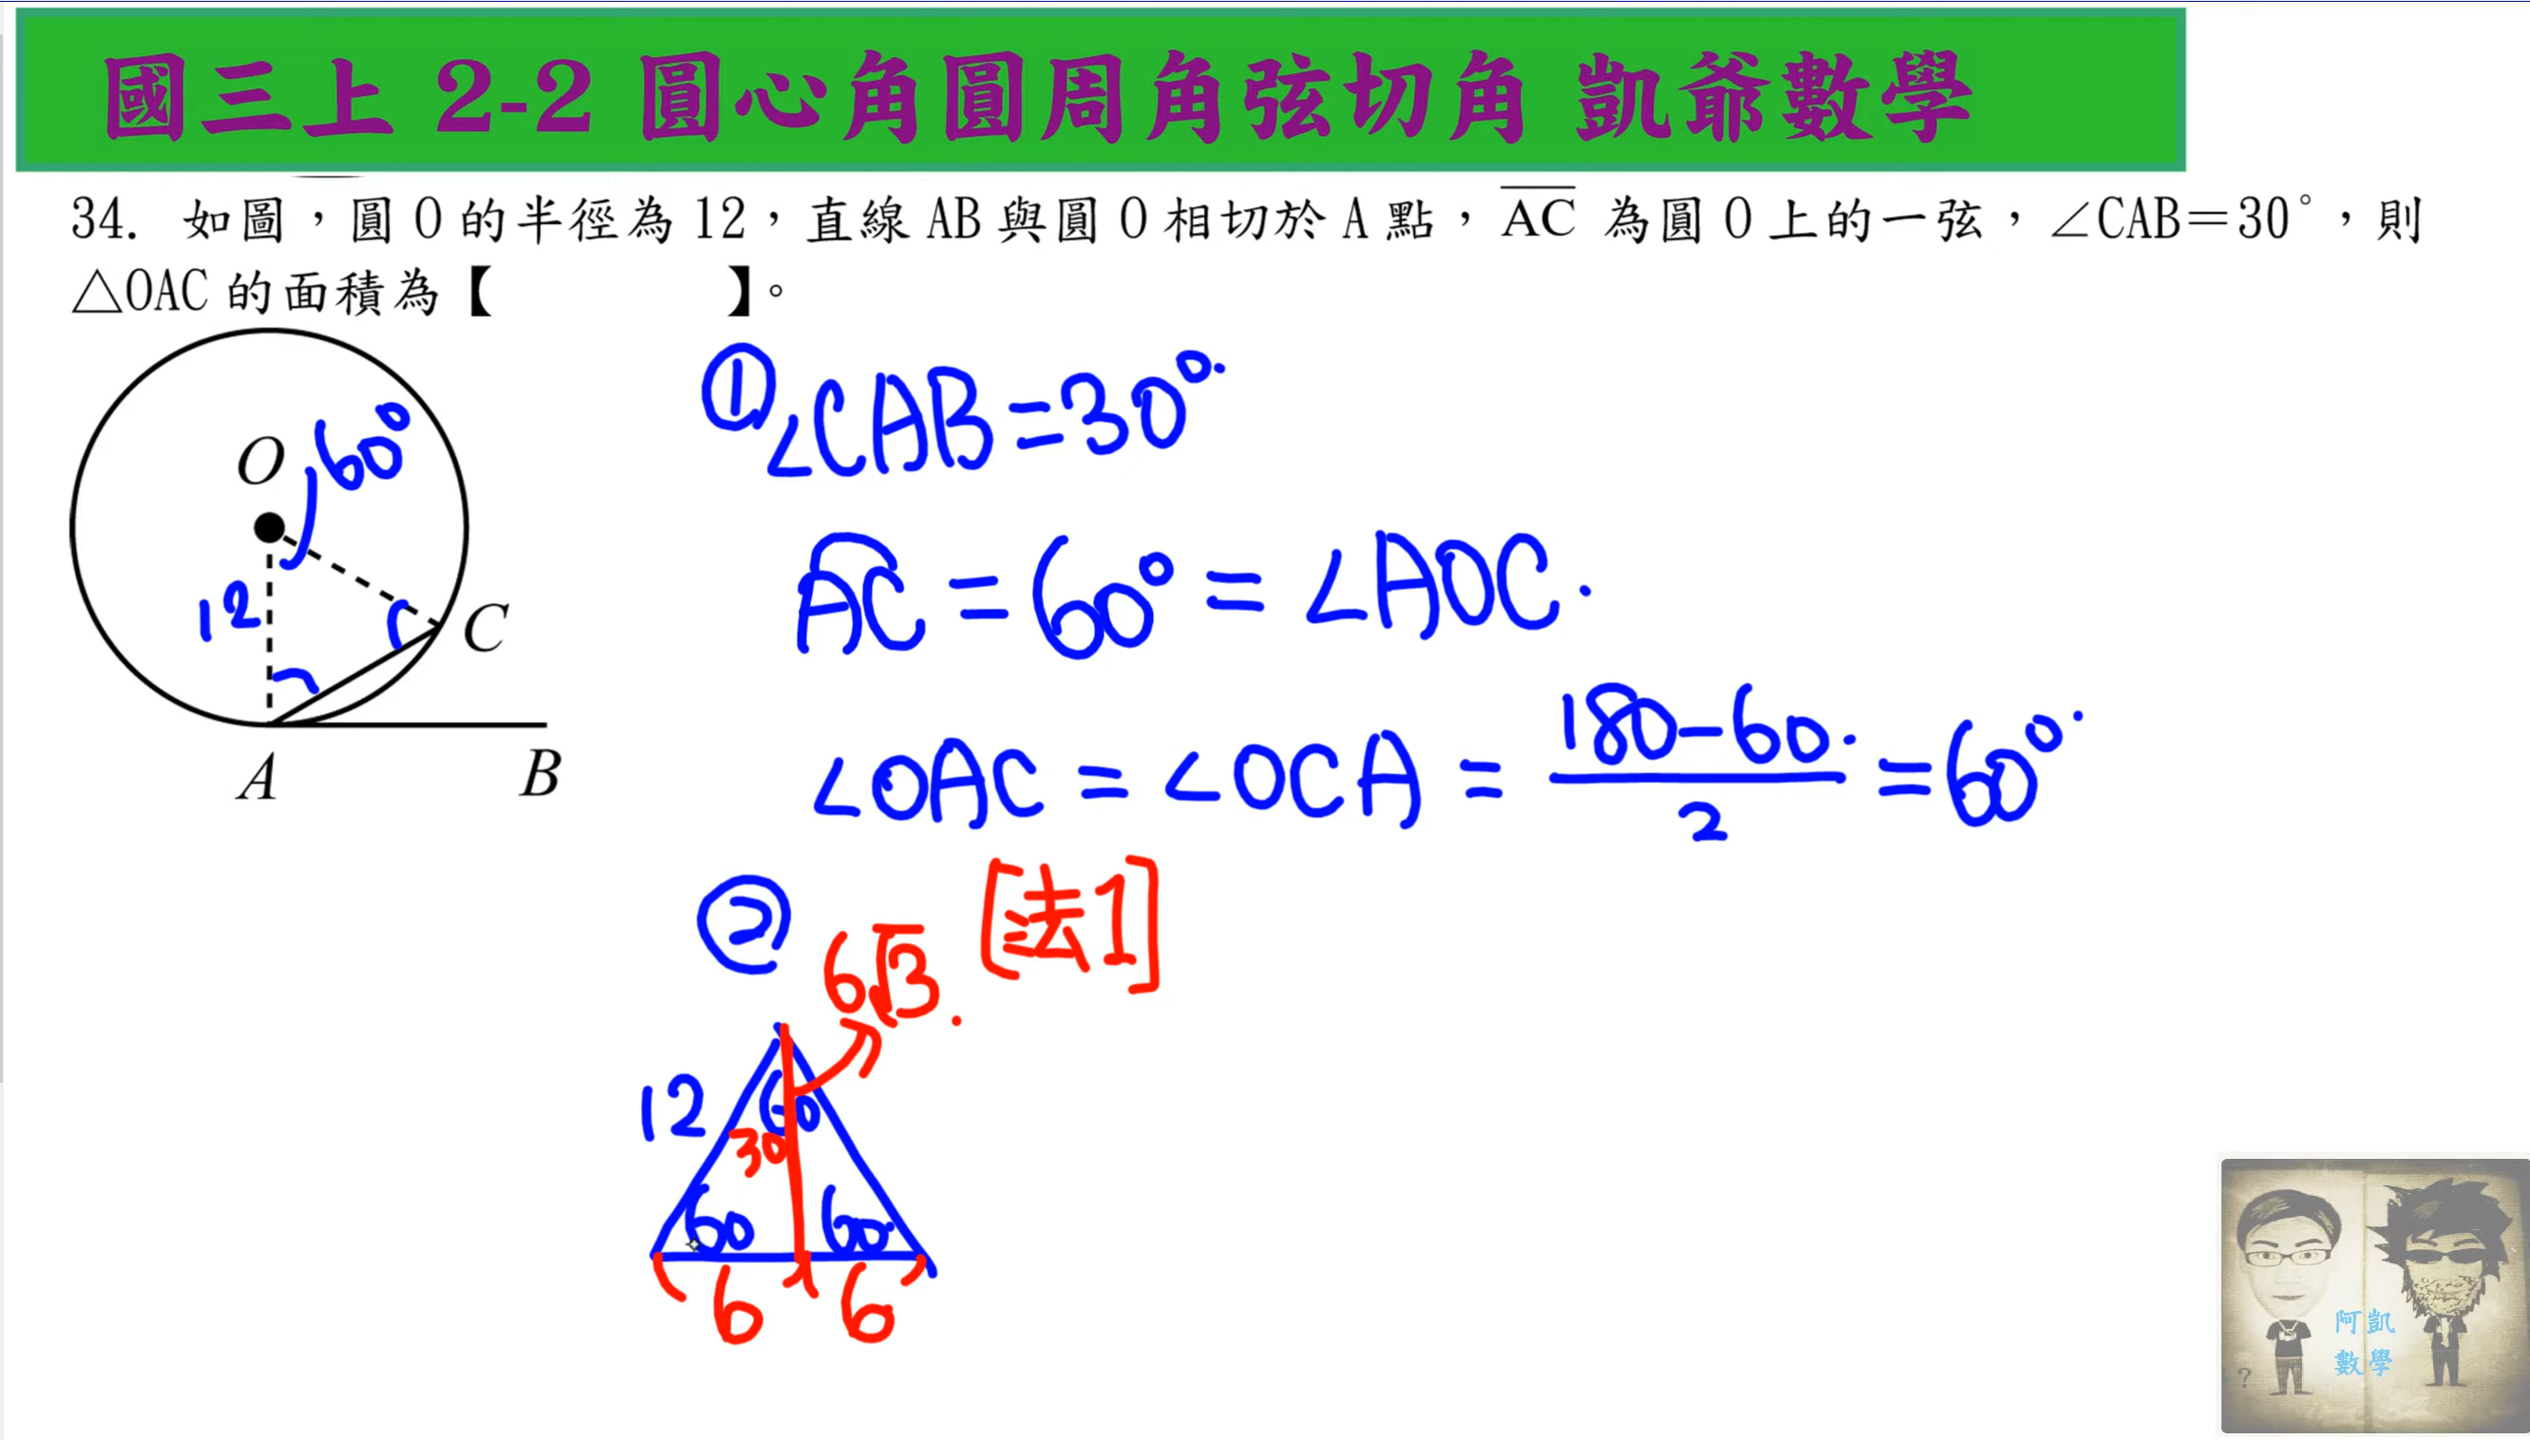 國三上 2-2 圓心角圓周角弦切角 凱爺數學
34. 如圖，圓 O 的半徑為 12，直線 AB 與圓 O 相切於 A 點，AC 為圓 O 上的一弦，∠CAB＝30°，則
△OAC 的面積為【 】。
① ∠CAB=30°
O 60°
AC = 60° = ∠AOC.
12
C
∠OAC = ∠OCA = 180-60 / 2 = 60°
A B
② 6√3 [法1]
12
60
30
60 60
6 6
阿凱
數學
?